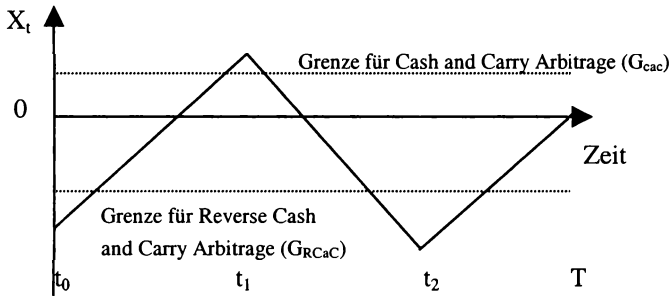 Xt
Grenze für Cash and Carry Arbitrage (Gcac)
0
Zeit
Grenze für Reverse Cash
and Carry Arbitrage (GRCaC)
t0 t1 t2 T